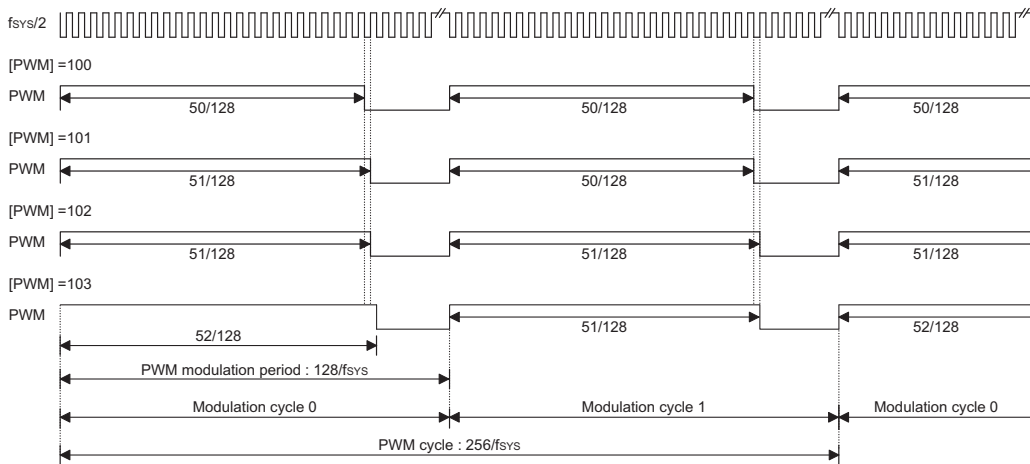 fSYS/2
[PWM] =100
PWM
50/128 50/128 50/128
[PWM] =101
PWM
51/128 50/128 51/128
[PWM] =102
PWM
51/128 51/128 51/128
[PWM] =103
PWM
52/128 51/128 52/128
PWM modulation period : 128/fSYS
Modulation cycle 0 Modulation cycle 1 Modulation cycle 0
PWM cycle : 256/fSYS